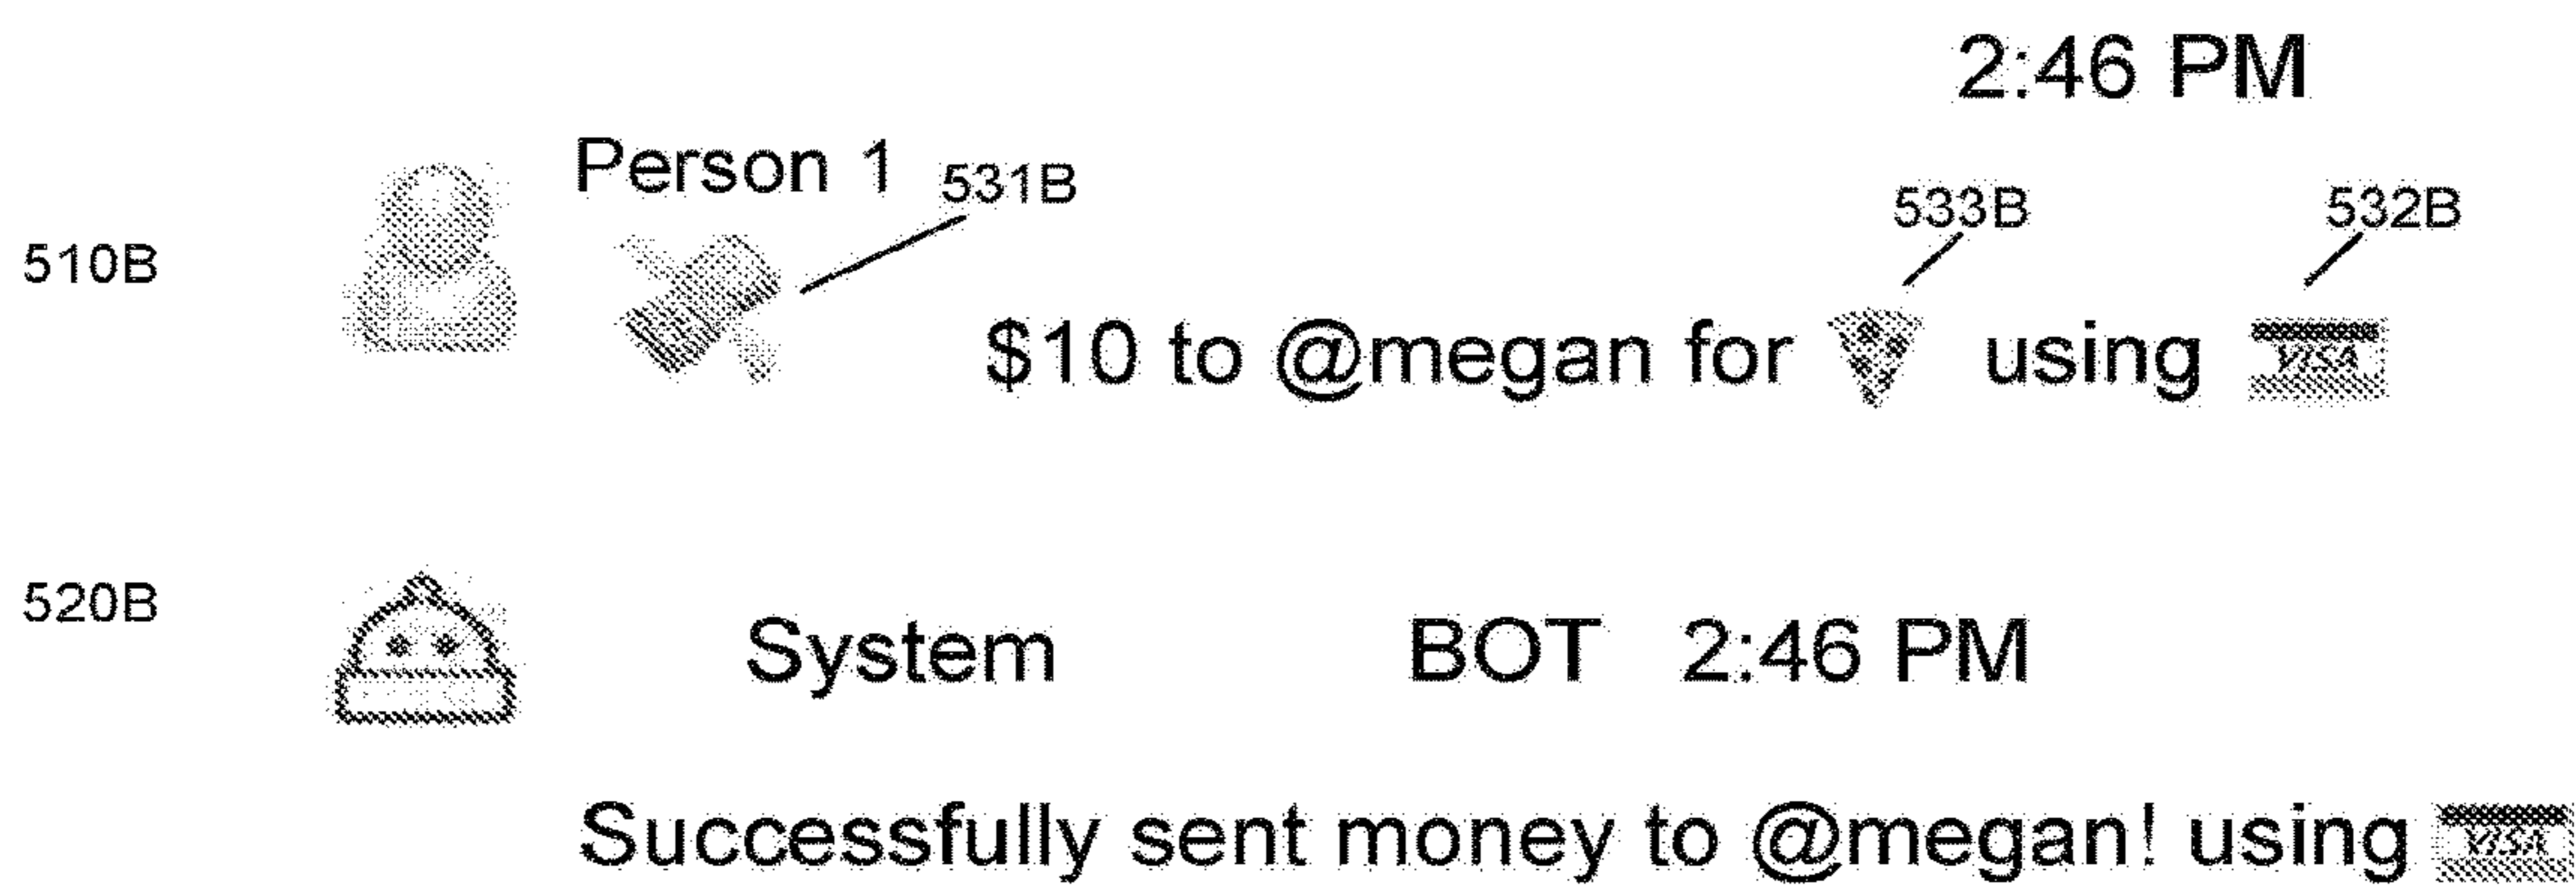 2:46 PM
Person 1 531B 533B 532B
510B
$10 to @megan for using VISA
520B
System BOT 2:46 PM
Successfully sent money to @megan! using VISA